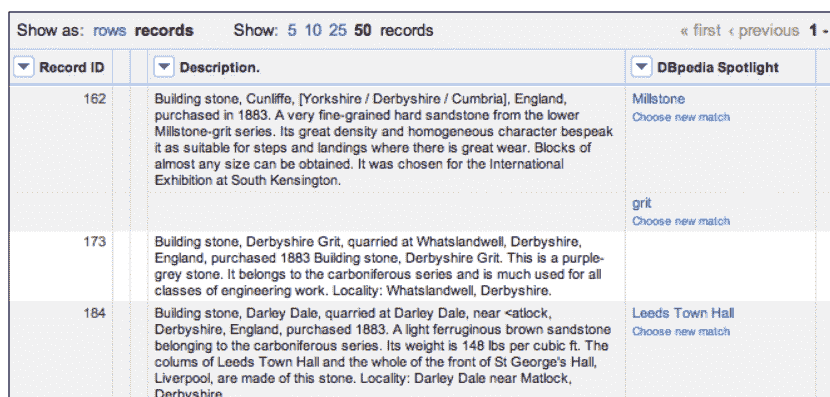 Show as: rows records Show: 5 10 25 50 records « first ‹ previous 1 -
Record ID Description. DBpedia Spotlight
162 Building stone, Cunliffe, [Yorkshire / Derbyshire / Cumbria], England, Millstone
purchased in 1883. A very fine-grained hard sandstone from the lower Choose new match
Millstone-grit series. Its great density and homogeneous character bespeak
it as suitable for steps and landings where there is great wear. Blocks of
almost any size can be obtained. It was chosen for the International
Exhibition at South Kensington.
grit
Choose new match
173 Building stone, Derbyshire Grit, quarried at Whatslandwell, Derbyshire,
England, purchased 1883 Building stone, Derbyshire Grit. This is a purple-
grey stone. It belongs to the carboniferous series and is much used for all
classes of engineering work. Locality: Whatslandwell, Derbyshire.
184 Building stone, Darley Dale, quarried at Darley Dale, near <atlock, Leeds Town Hall
Derbyshire, England, purchased 1883. A light ferruginous brown sandstone Choose new match
belonging to the carboniferous series. Its weight is 148 lbs per cubic ft. The
colums of Leeds Town Hall and the whole of the front of St George's Hall,
Liverpool, are made of this stone. Locality: Darley Dale near Matlock,
Derbyshire